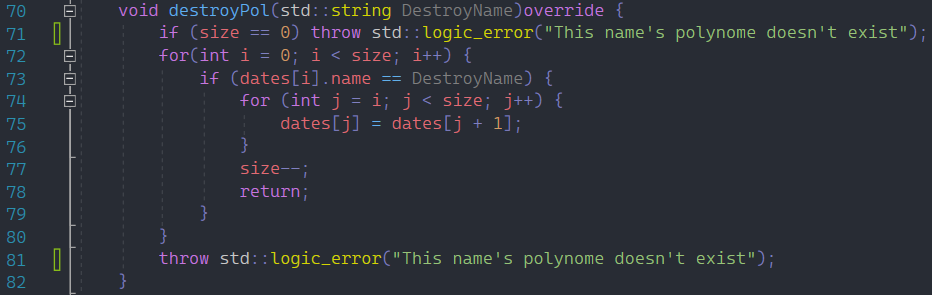 70 void destroyPol(std::string DestroyName)override {
71 if (size == 0) throw std::logic_error("This name's polynome doesn't exist");
72 for(int i = 0; i < size; i++) {
73 if (dates[i].name == DestroyName) {
74 for (int j = i; j < size; j++) {
75 dates[j] = dates[j + 1];
76 }
77 size--;
78 return;
79 }
80 }
81 throw std::logic_error("This name's polynome doesn't exist");
82 }